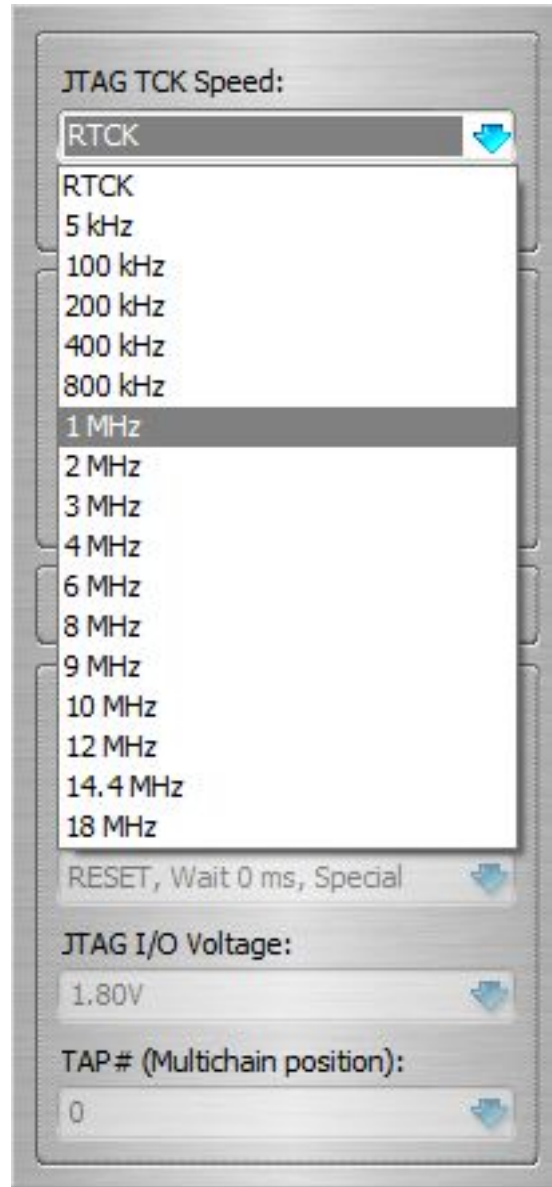 JTAG TCK Speed:
RTCK
RTCK
5 kHz
100 kHz
200 kHz
400 kHz
800 kHz
1 MHz
2 MHz
3 MHz
4 MHz
6 MHz
8 MHz
9 MHz
10 MHz
12 MHz
14.4 MHz
18 MHz
RESET, Wait 0 ms, Special
JTAG I/O Voltage:
1.80V
TAP# (Multichain position):
0